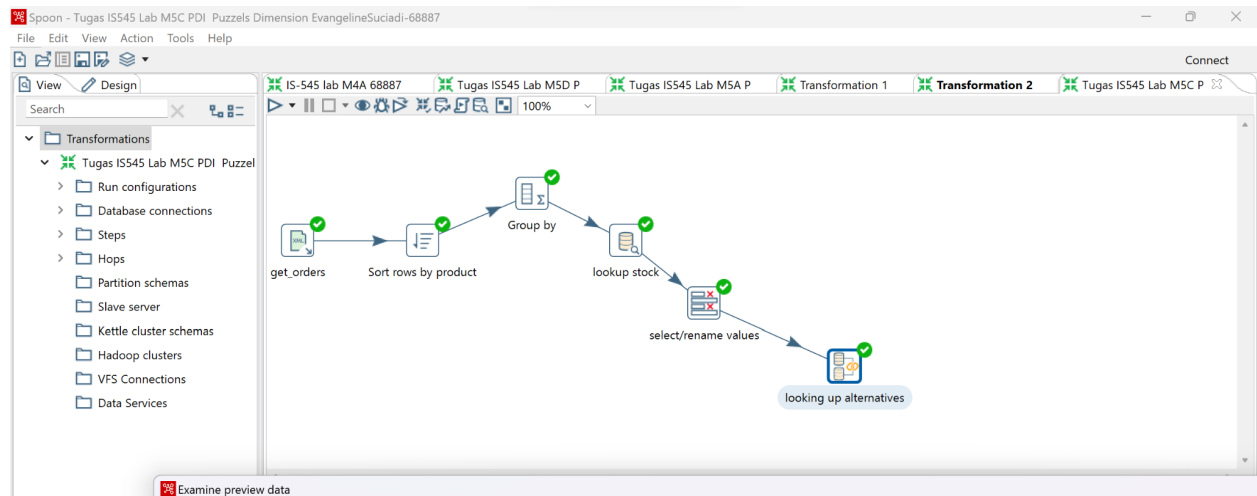 Spoon - Tugas IS545 Lab M5C PDI  Puzzels Dimension EvangelineSuciadi-68887
File Edit View Action Tools Help
Connect
View Design
IS-545 lab M4A 68887 Tugas IS545 Lab M5D P Tugas IS545 Lab M5A P Transformation 1 Transformation 2 Tugas IS545 Lab M5C P
Search
100%
Transformations
Tugas IS545 Lab M5C PDI  Puzzel
Run configurations
Database connections
Steps
Hops
Partition schemas
Slave server
Kettle cluster schemas
Hadoop clusters
VFS Connections
Data Services
Group by
XML
get_orders
Sort rows by product
lookup stock
select/rename values
looking up alternatives
Examine preview data